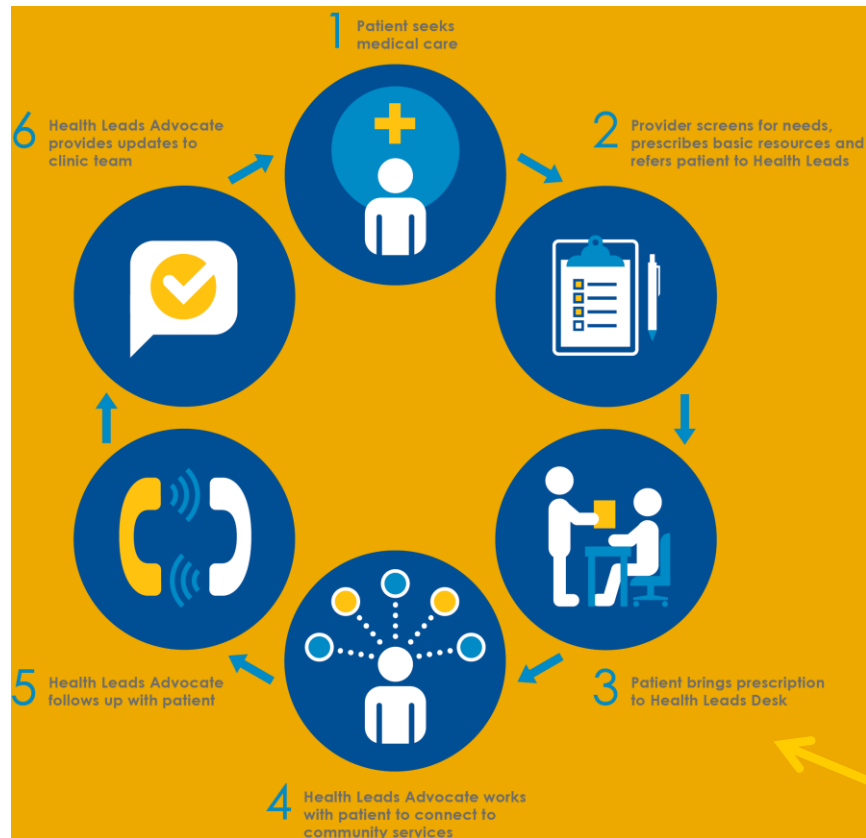 1 Patient seeks
medical care
2 Provider screens for needs,
prescribes basic resources and
refers patient to Health Leads
3 Patient brings prescription
to Health Leads Desk
4 Health Leads Advocate works
with patient to connect to
community services
5 Health Leads Advocate
follows up with patient
6 Health Leads Advocate
provides updates to
clinic team